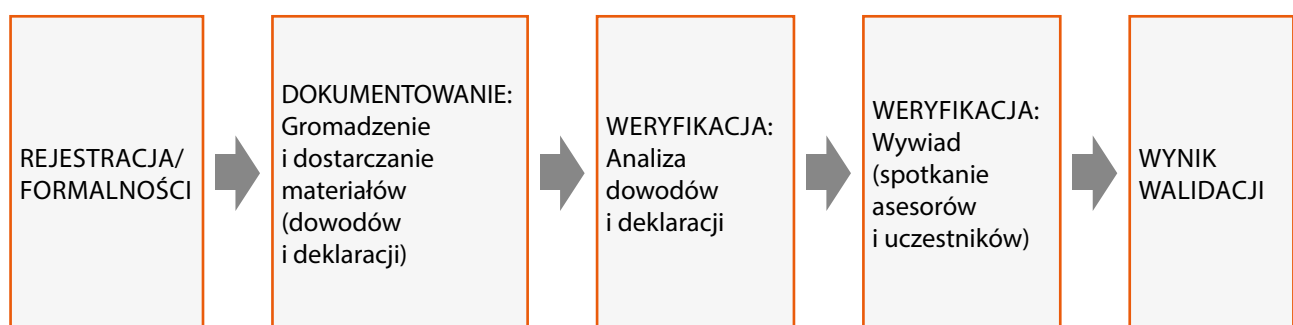 REJESTRACJA/
FORMALNOŚCI
DOKUMENTOWANIE:
Gromadzenie
i dostarczanie
materiałów
(dowodów
i deklaracji)
WERYFIKACJA:
Analiza
dowodów
i deklaracji
WERYFIKACJA:
Wywiad
(spotkanie
asesorów
i uczestników)
WYNIK
WALIDACJI